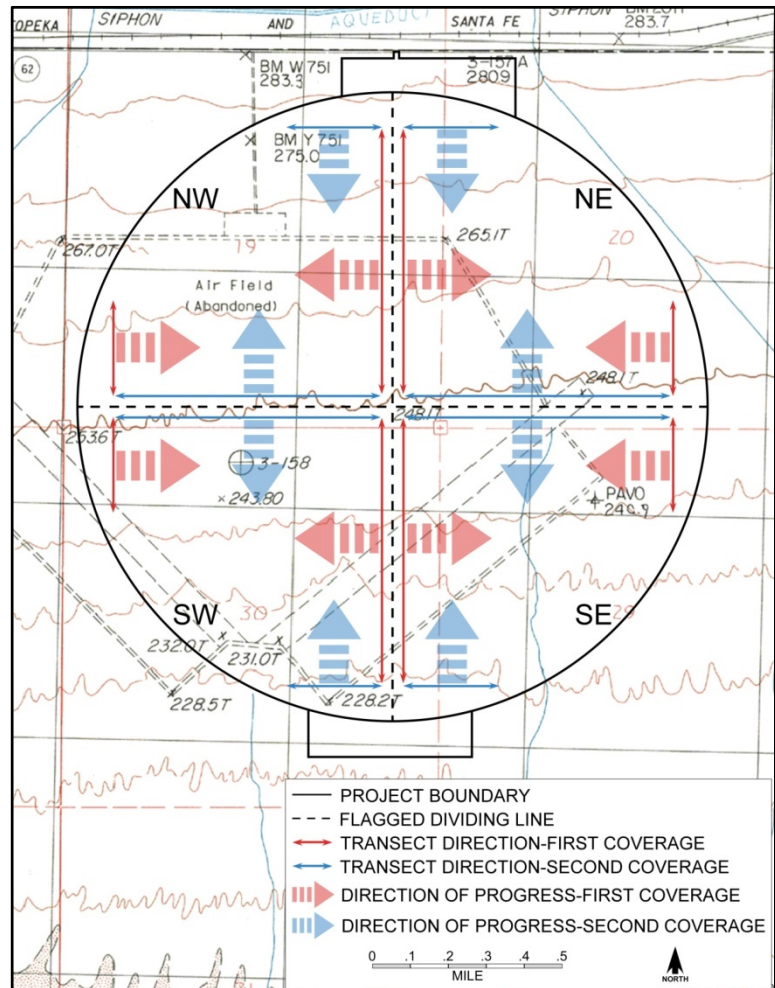 OPEKA SIPHON AND AQUEDUCT SANTA FE SIPHON
283.7
62
BM W 751
283.3
3-157A
2809
BM Y 751
275.0
NW
NE
267.0T
19
265.1T
20
Air Field
(Abandoned)
248.1T
248.1T
253.6T
3-158
×243.80
PAVO
SW
30
SE
232.0T
231.0T
228.5T
228.2T
PROJECT BOUNDARY
FLAGGED DIVIDING LINE
TRANSECT DIRECTION-FIRST COVERAGE
TRANSECT DIRECTION-SECOND COVERAGE
DIRECTION OF PROGRESS-FIRST COVERAGE
DIRECTION OF PROGRESS-SECOND COVERAGE
0 .1 .2 .3 .4 .5
MILE
NORTH